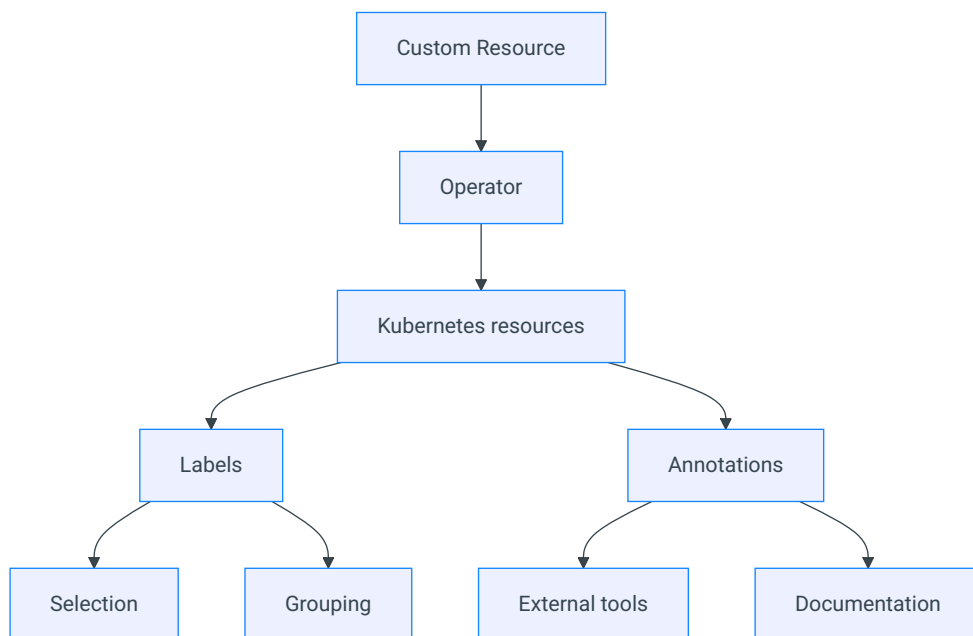 Custom Resource
Operator
Kubernetes resources
Labels
Annotations
Selection
Grouping
External tools
Documentation